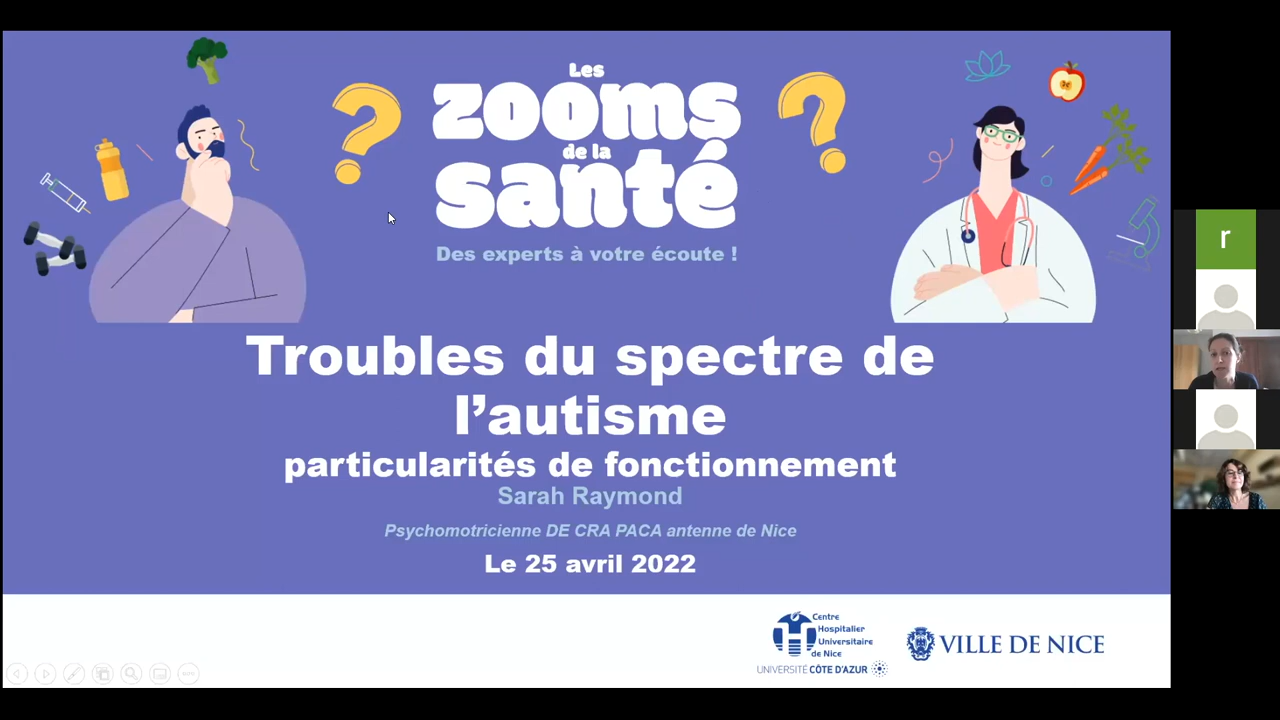 Les
zooms
de la
santé
Des experts à votre écoute !
Troubles du spectre de
l’autisme
particularités de fonctionnement
Sarah Raymond
Psychomotricienne DE CRA PACA antenne de Nice
Le 25 avril 2022
Centre
Hospitalier
Universitaire
de Nice
UNIVERSITÉ CÔTE D'AZUR
VILLE DE NICE
r